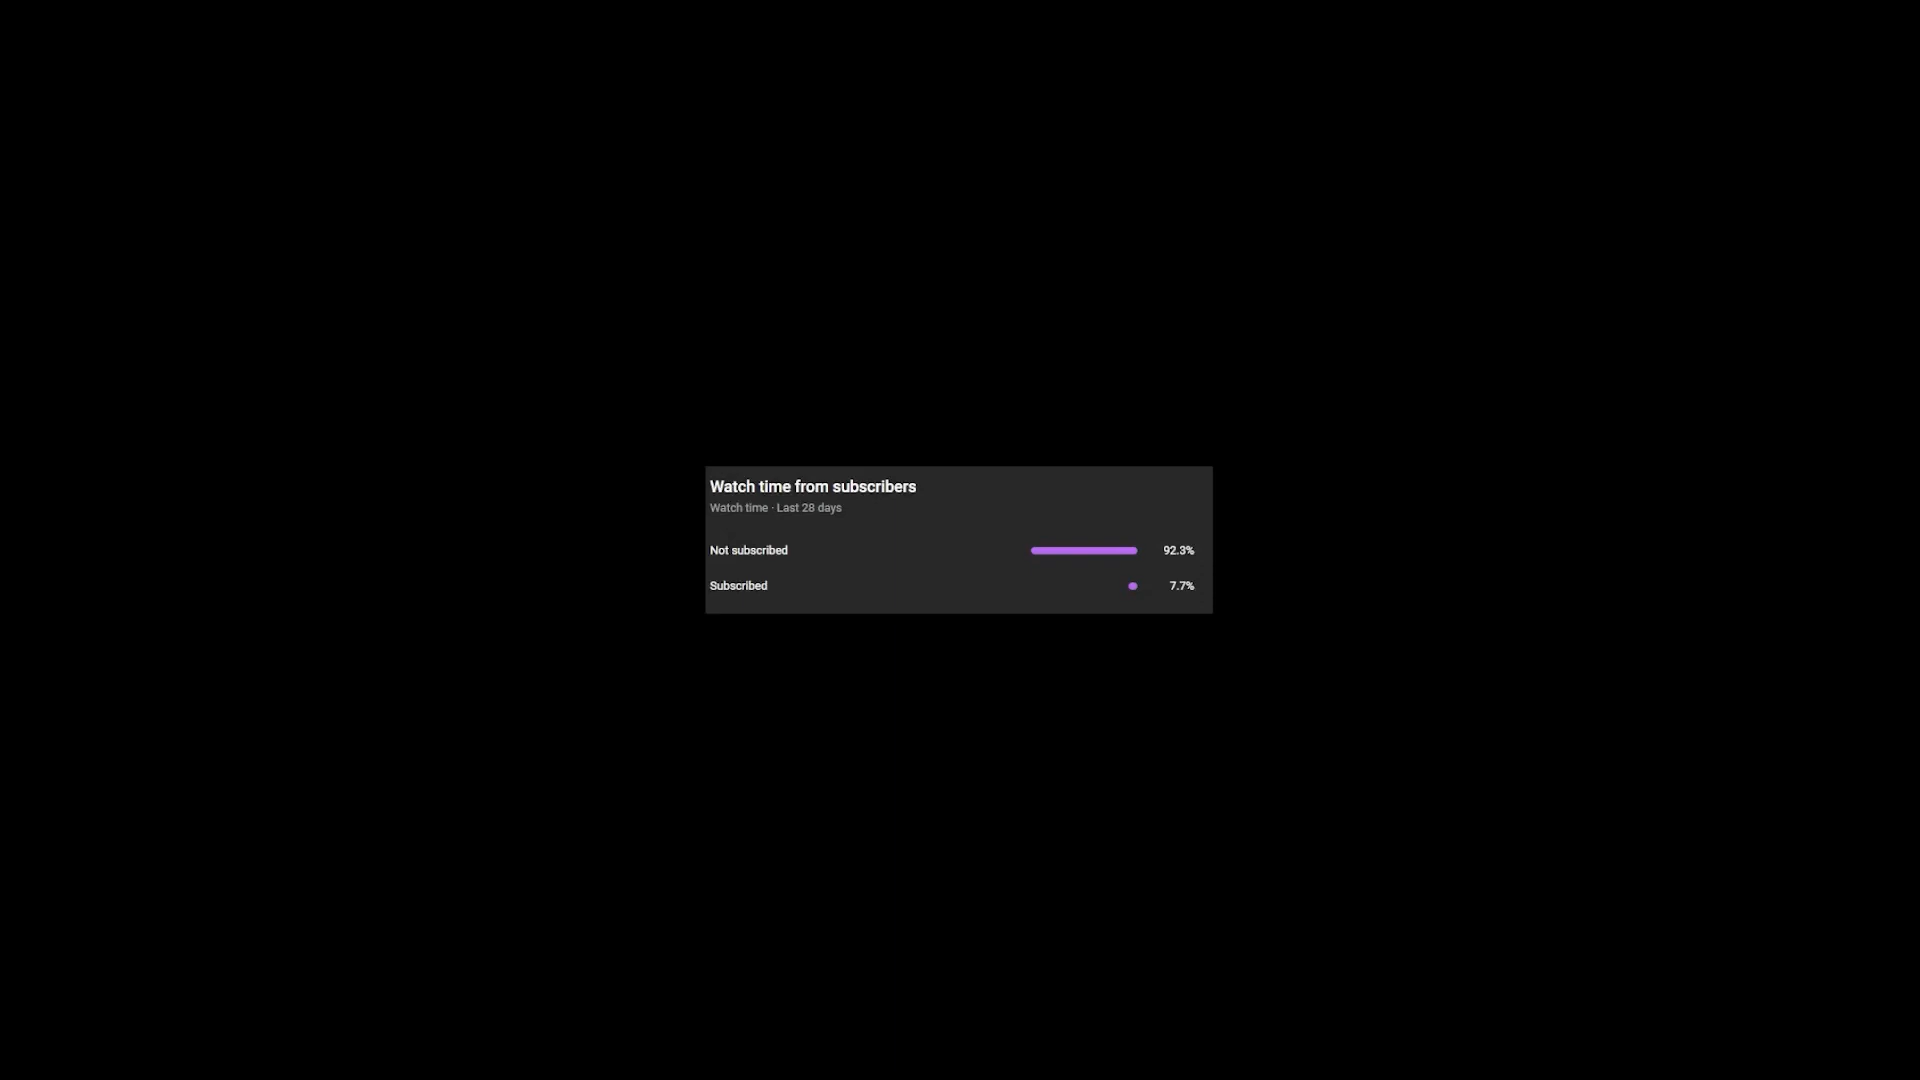 Watch time from subscribers
Watch time · Last 28 days
Not subscribed 92.3%
Subscribed 7.7%